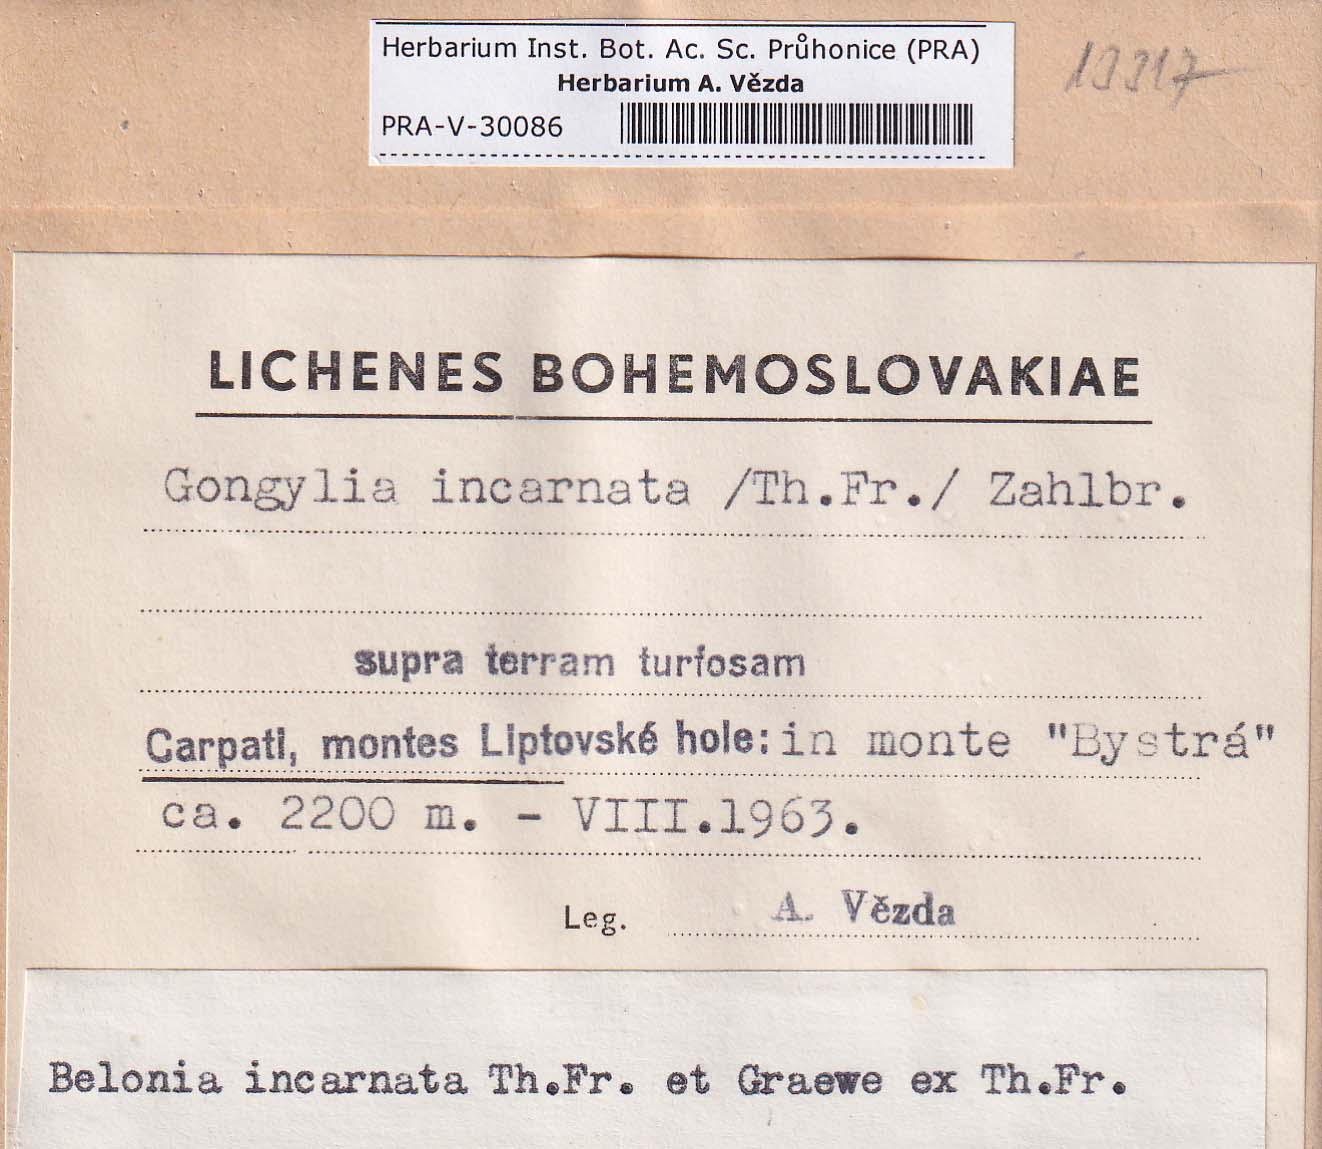 Herbarium Inst. Bot. Ac. Sc. Průhonice (PRA)
Herbarium A. Vězda
PRA-V-30086
19917
LICHENES BOHEMOSLOVAKIAE
Gongylia incarnata /Th.Fr./ Zahlbr.
supra terram turfosam
Carpati, montes Liptovské hole: in monte "Bystrá"
ca. 2200 m. - VIII.1963.
Leg. A. Vězda
Belonia incarnata Th.Fr. et Graewe ex Th.Fr.